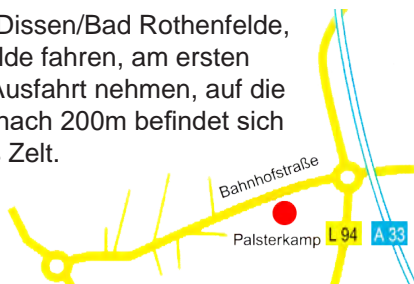 Dissen/Bad Rothenfelde,
lde fahren, am ersten
Ausfahrt nehmen, auf die
nach 200m befindet sich
s Zelt.
Bahnhofstraße
Palsterkamp
L 94
A 33